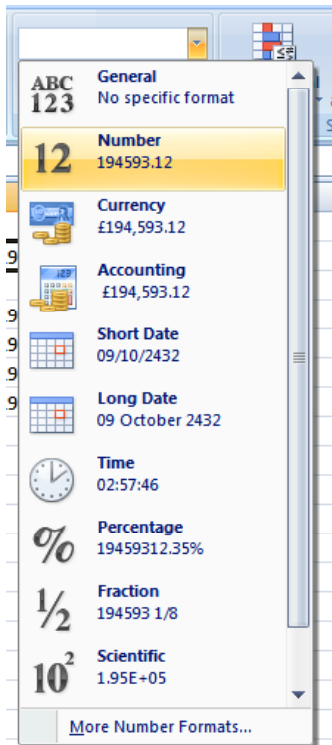 ABC
123
General
No specific format
12
Number
194593.12
Currency
£194,593.12
Accounting
£194,593.12
Short Date
09/10/2432
Long Date
09 October 2432
Time
02:57:46
%
Percentage
19459312.35%
1/2
Fraction
194593 1/8
10²
Scientific
1.95E+05
More Number Formats...